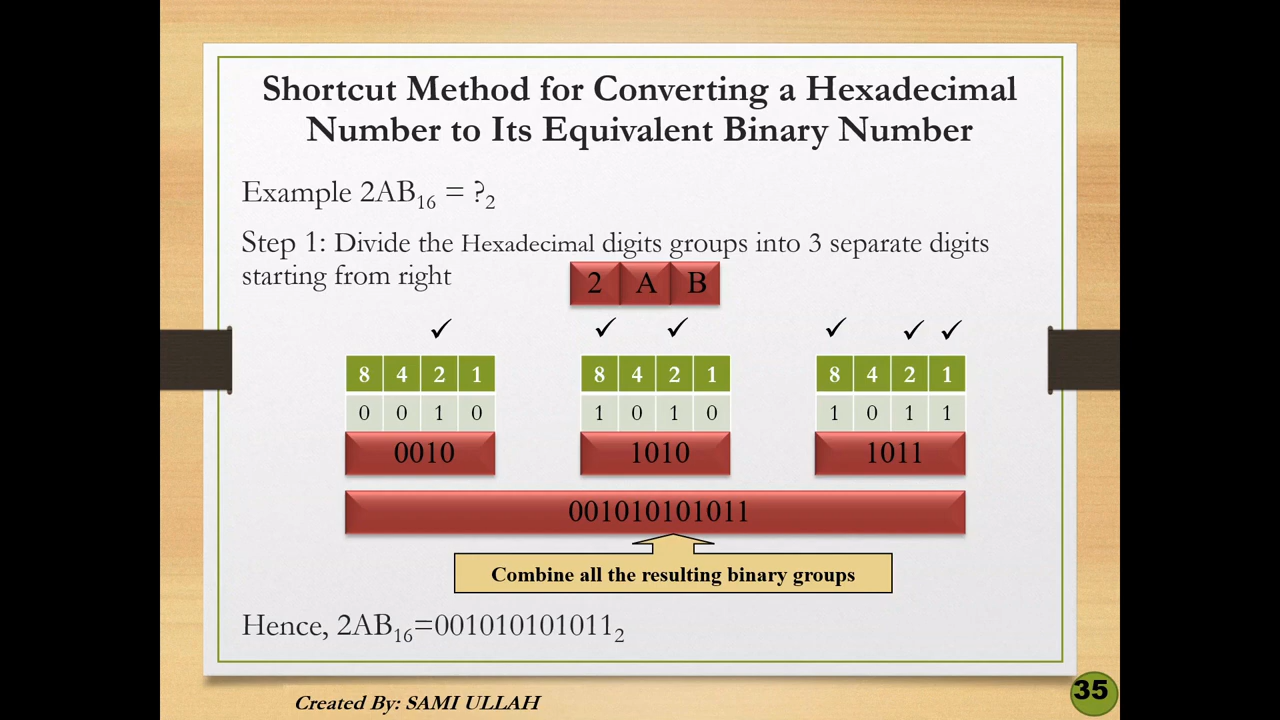 Shortcut Method for Converting a Hexadecimal
Number to Its Equivalent Binary Number
Example 2AB₁₆ = ?₂
Step 1: Divide the Hexadecimal digits groups into 3 separate digits
starting from right
2 A B
✓ ✓ ✓ ✓ ✓ ✓
8 4 2 1 8 4 2 1 8 4 2 1
0 0 1 0 1 0 1 0 1 0 1 1
0010 1010 1011
001010101011
Combine all the resulting binary groups
Hence, 2AB₁₆=001010101011₂
Created By: SAMI ULLAH
35